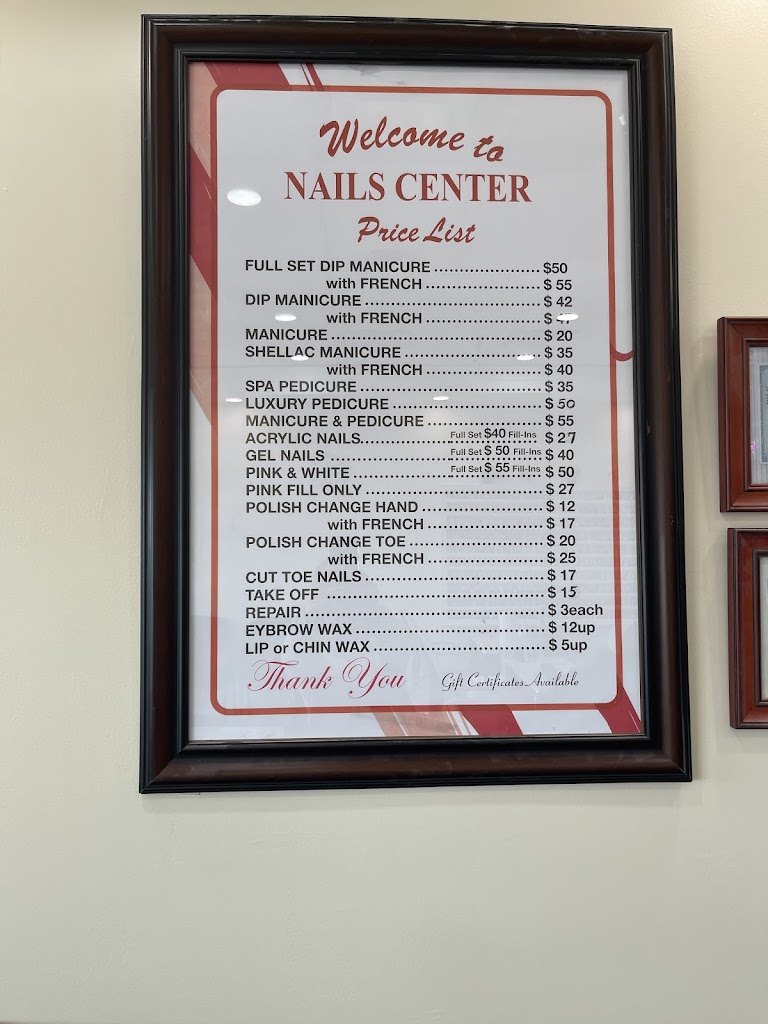 Welcome to
NAILS CENTER
Price List
FULL SET DIP MANICURE ..................... $50
with FRENCH ....................... $ 55
DIP MAINICURE ................................... $ 42
with FRENCH ....................... $
MANICURE .......................................... $ 20
SHELLAC MANICURE ........................... $ 35
with FRENCH ....................... $ 40
SPA PEDICURE .................................... $ 35
LUXURY PEDICURE .............................. $ 50
MANICURE & PEDICURE ....................... $ 55
ACRYLIC NAILS................. Full Set $40 Fill-Ins $ 27
GEL NAILS ....................... Full Set $ 50 Fill-Ins $ 40
PINK & WHITE ................... Full Set $ 55 Fill-Ins $ 50
PINK FILL ONLY ................................... $ 27
POLISH CHANGE HAND ........................ $ 12
with FRENCH ....................... $ 17
POLISH CHANGE TOE ........................... $ 20
with FRENCH ....................... $ 25
CUT TOE NAILS ................................... $ 17
TAKE OFF ........................................... $ 15
REPAIR ............................................... $ 3each
EYBROW WAX ..................................... $ 12up
LIP or CHIN WAX .................................. $ 5up
Thank You Gift Certificates Available